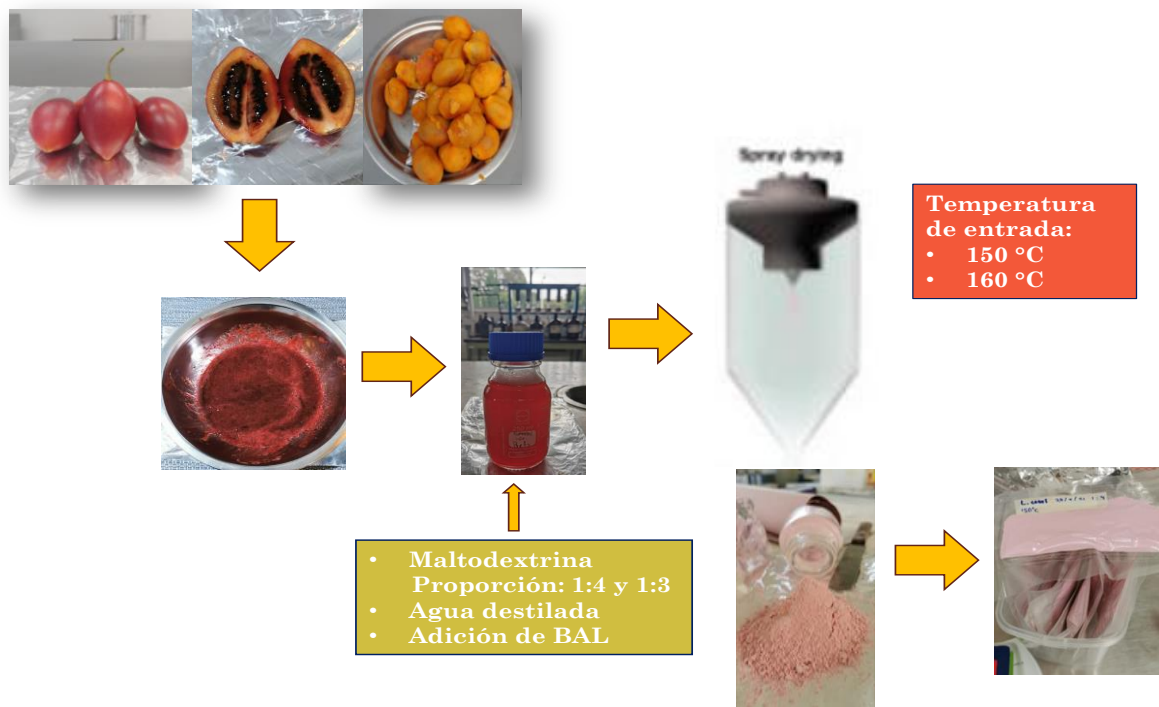 Spray drying
Temperatura
de entrada:
• 150 °C
• 160 °C
• Maltodextrina
Proporción: 1:4 y 1:3
• Agua destilada
• Adición de BAL